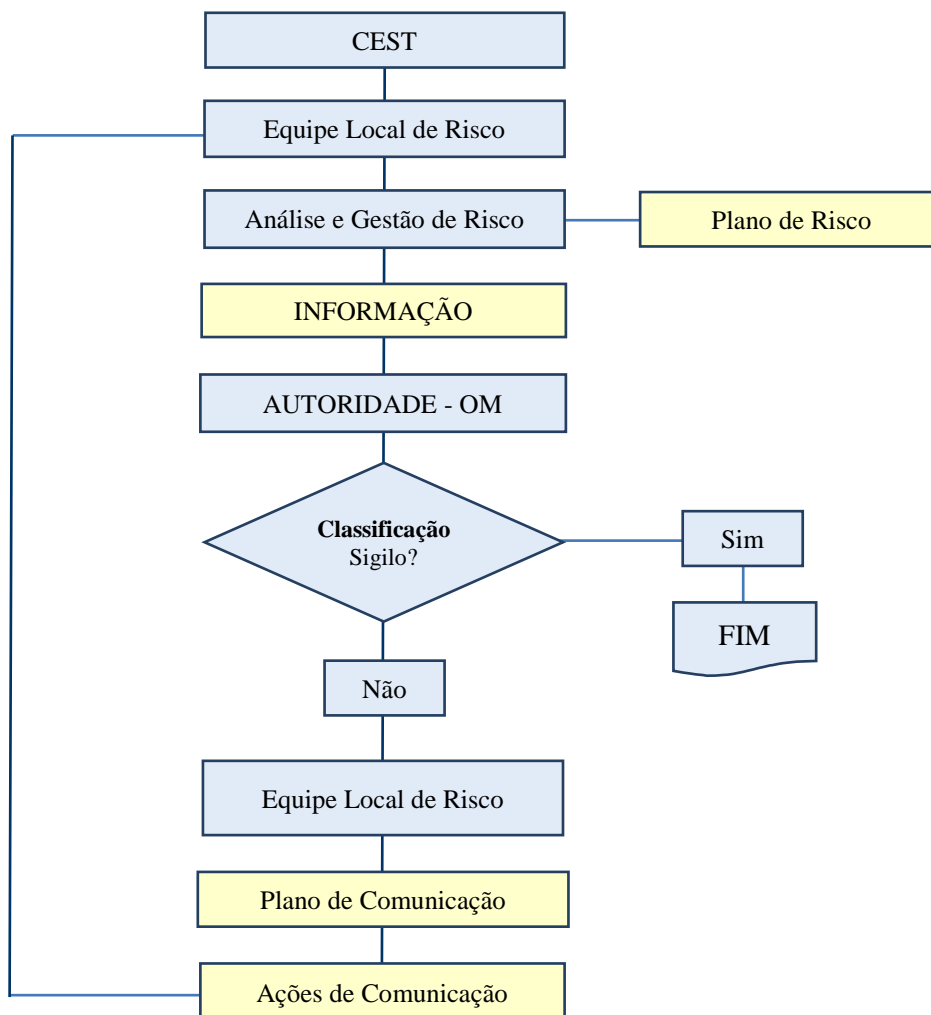 CEST
Equipe Local de Risco
Análise e Gestão de Risco
Plano de Risco
INFORMAÇÃO
AUTORIDADE - OM
Classificação
Sigilo?
Sim
FIM
Não
Equipe Local de Risco
Plano de Comunicação
Ações de Comunicação